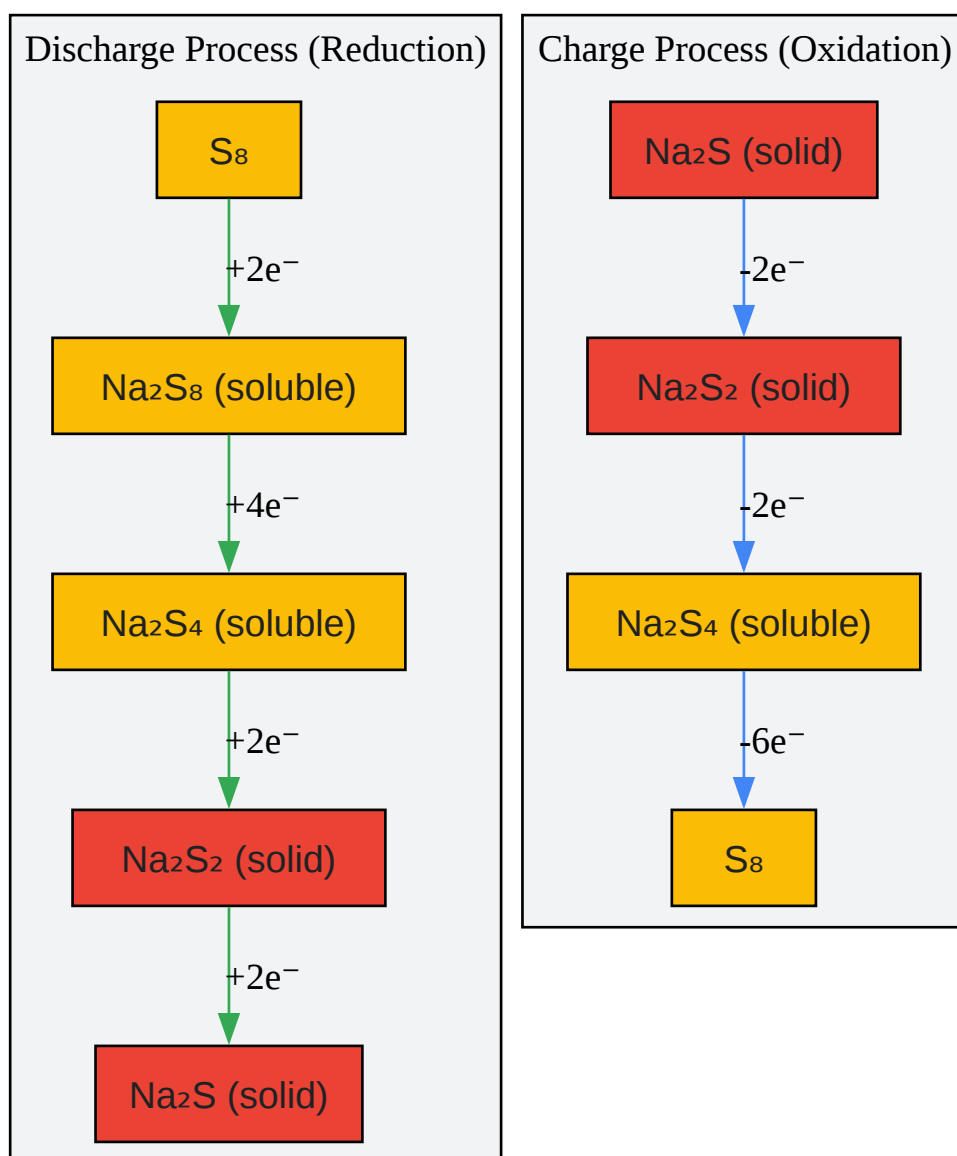 Discharge Process (Reduction)
S₈
+2e⁻
Na₂S₈ (soluble)
+4e⁻
Na₂S₄ (soluble)
+2e⁻
Na₂S₂ (solid)
+2e⁻
Na₂S (solid)
Charge Process (Oxidation)
Na₂S (solid)
-2e⁻
Na₂S₂ (solid)
-2e⁻
Na₂S₄ (soluble)
-6e⁻
S₈